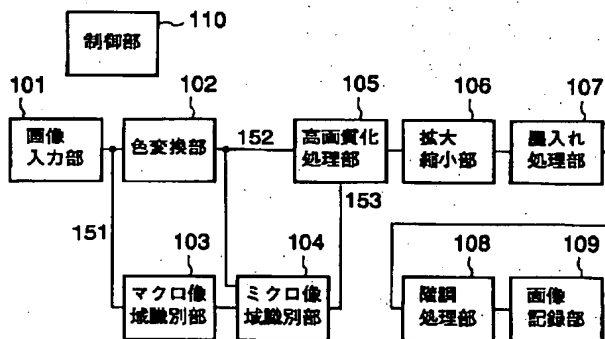 110
制御部
101
102
105
106
107
画像
入力部
色変換部
152
高画質化
処理部
拡大
縮小部
墨入れ
処理部
153
151
103
104
108
109
マクロ像
域識別部
ミクロ像
域識別部
階調
処理部
画像
記録部